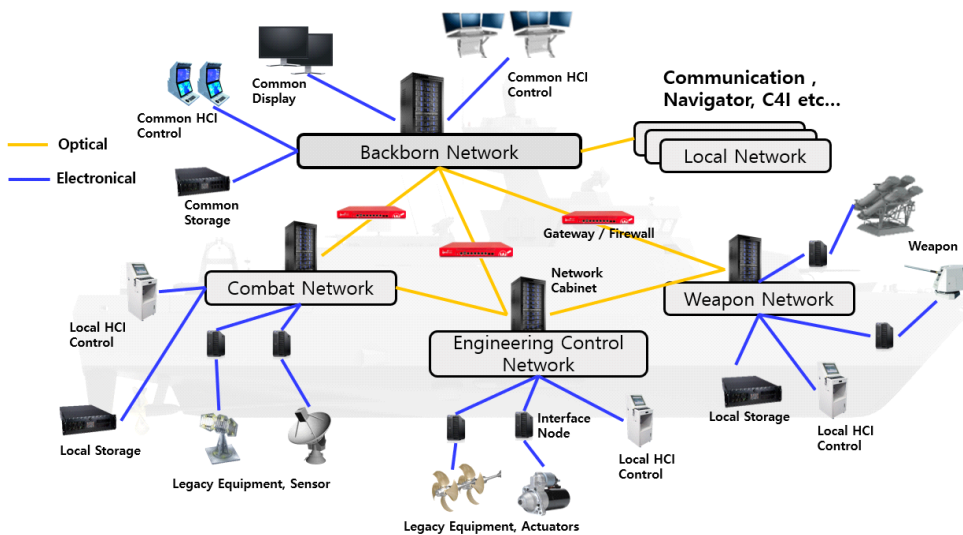 Common
Display
Common HCI
Control
Common HCI
Control
Communication ,
Navigator, C4I etc...
Optical
Backborn Network
Local Network
Electronical
Common
Storage
Gateway / Firewall
Weapon
Network
Cabinet
Combat Network
Weapon Network
Local HCI
Control
Engineering Control
Network
Local Storage
Interface
Node
Local Storage
Local HCI
Control
Local HCI
Control
Legacy Equipment, Sensor
Legacy Equipment, Actuators